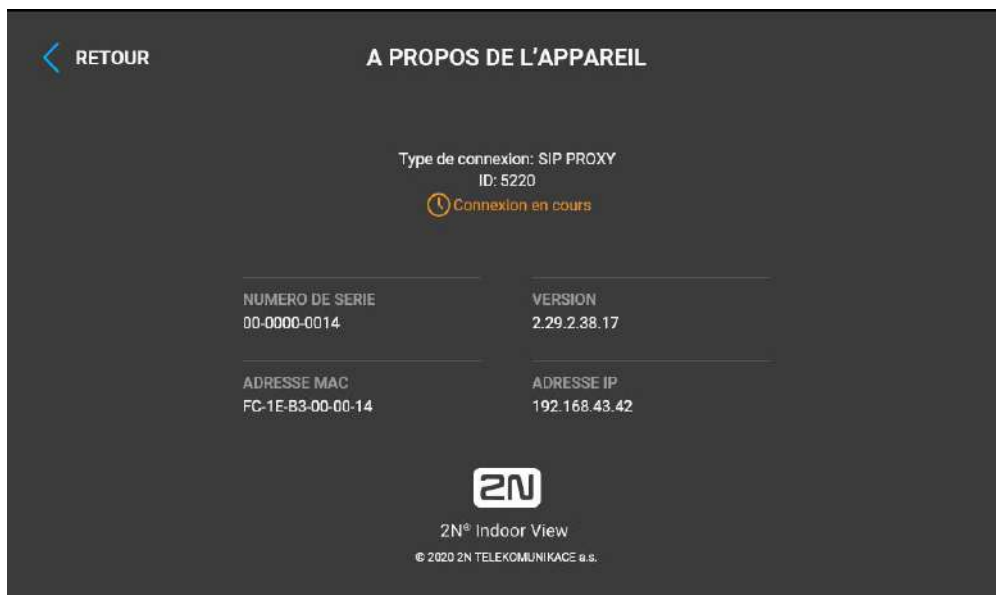 RETOUR
A PROPOS DE L'APPAREIL
Type de connexion: SIP PROXY
ID: 5220
Connexion en cours
NUMERO DE SERIE
00-0000-0014
VERSION
2.29.2.38.17
ADRESSE MAC
FC-1E-B3-00-00-14
ADRESSE IP
192.168.43.42
2N
2N® Indoor View
© 2020 2N TELEKOMUNIKACE a.s.